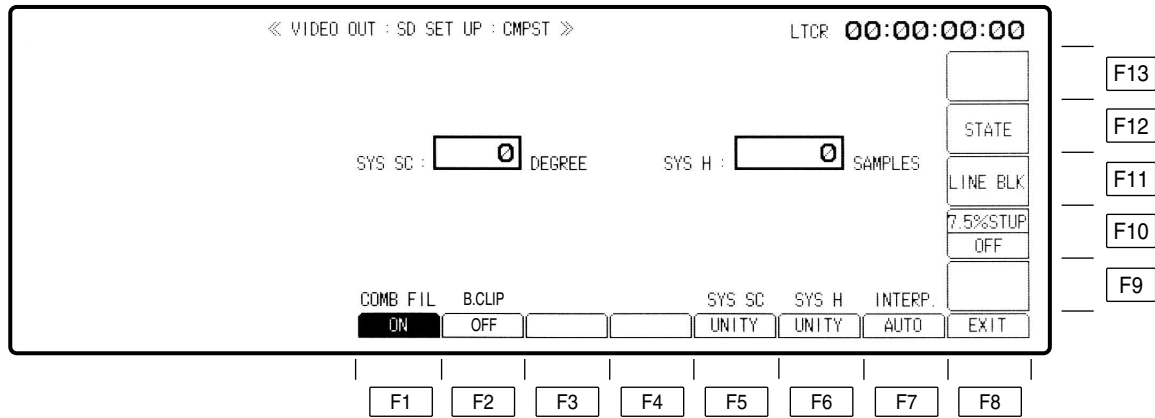 ≪ VIDEO OUT : SD SET UP : CMPST ≫ LTCR 00:00:00:00
F13
STATE F12
SYS SC : 0 DEGREE SYS H : 0 SAMPLES
LINE BLK F11
7.5%STUP
OFF
F10
F9
COMB FIL B.CLIP SYS SC SYS H INTERP.
ON OFF UNITY UNITY AUTO EXIT
F1 F2 F3 F4 F5 F6 F7 F8